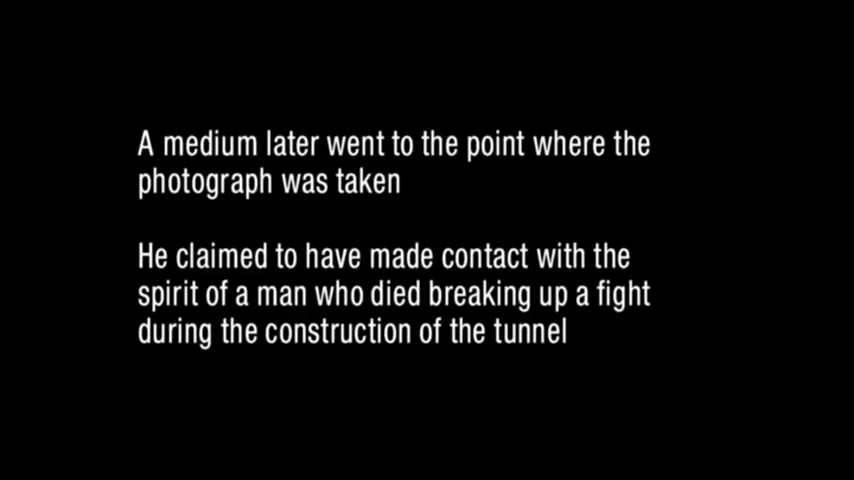 A medium later went to the point where the
photograph was taken
He claimed to have made contact with the
spirit of a man who died breaking up a fight
during the construction of the tunnel